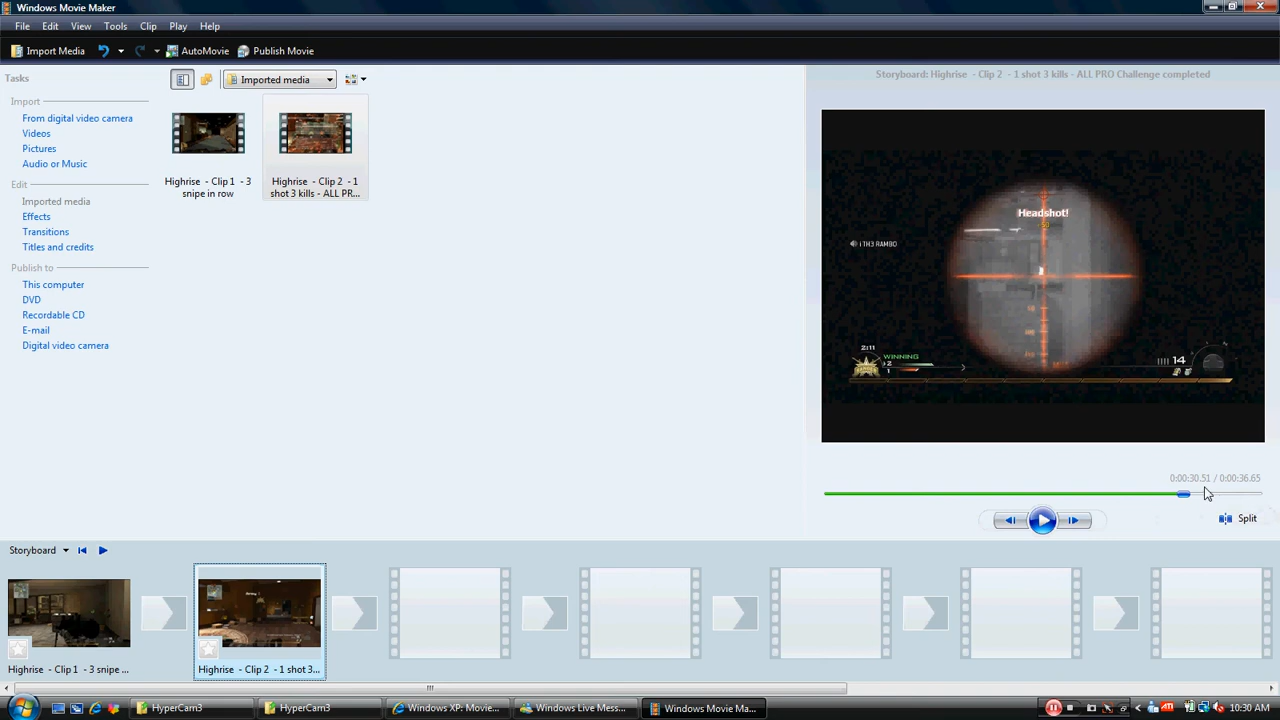 Windows Movie Maker
File Edit View Tools Clip Play Help
Import Media AutoMovie Publish Movie
Tasks
Imported media
Storyboard: Highrise - Clip 2 - 1 shot 3 kills - ALL PRO Challenge completed
Import
From digital video camera
Videos
Pictures
Audio or Music
Edit
Imported media
Effects
Transitions
Titles and credits
Publish to
This computer
DVD
Recordable CD
E-mail
Digital video camera
Highrise - Clip 1 - 3
snipe in row
Highrise - Clip 2 - 1
shot 3 kills - ALL PR...
Headshot!
iTH3 RAMBO
2:11
WINNING
14
0:00:30.51 / 0:00:36.65
Split
Storyboard
Highrise - Clip 1 - 3 snipe ...
Highrise - Clip 2 - 1 shot 3...
HyperCam3
HyperCam3
Windows XP: Movie...
Windows Live Mess...
Windows Movie Ma...
10:30 AM